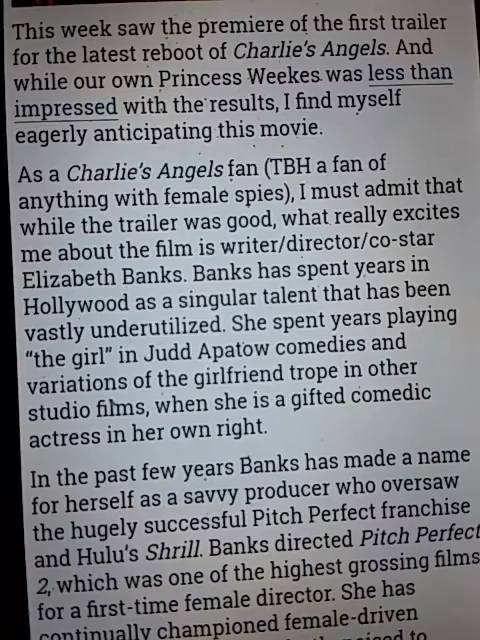 This week saw the premiere of the first trailer
for the latest reboot of Charlie's Angels. And
while our own Princess Weekes was less than
impressed with the results, I find myself
eagerly anticipating this movie.
As a Charlie's Angels fan (TBH a fan of
anything with female spies), I must admit that
while the trailer was good, what really excites
me about the film is writer/director/co-star
Elizabeth Banks. Banks has spent years in
Hollywood as a singular talent that has been
vastly underutilized. She spent years playing
“the girl” in Judd Apatow comedies and
variations of the girlfriend trope in other
studio films, when she is a gifted comedic
actress in her own right.
In the past few years Banks has made a name
for herself as a savvy producer who oversaw
the hugely successful Pitch Perfect franchise
and Hulu's Shrill. Banks directed Pitch Perfect
2, which was one of the highest grossing films
for a first-time female director. She has
continually championed female-driven